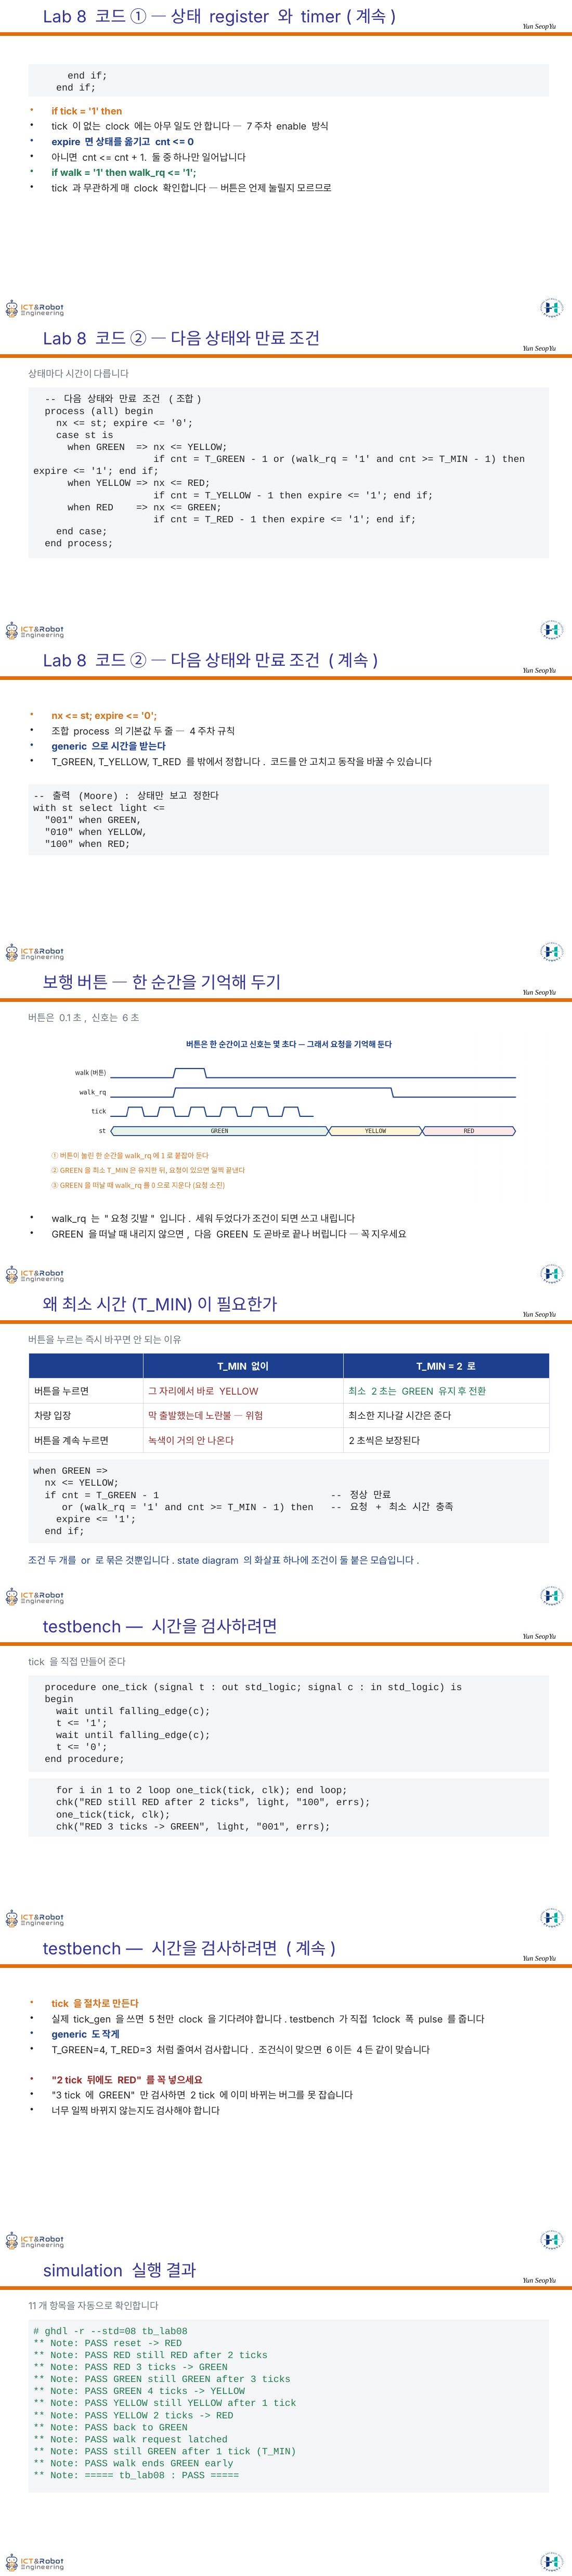 Lab 8 코드 ① — 상태 register 와 timer (계속)
Yun SeopYu
end if;
end if;
• if tick = '1' then
• tick 이 없는 clock 에는 아무 일도 안 합니다 — 7 주차 enable 방식
• expire 면 상태를 옮기고 cnt <= 0
• 아니면 cnt <= cnt + 1. 둘 중 하나만 일어납니다
• if walk = '1' then walk_rq <= '1';
• tick 과 무관하게 매 clock 확인합니다 — 버튼은 언제 눌릴지 모르므로
ICT&Robot
Engineering
Lab 8 코드 ② — 다음 상태와 만료 조건
Yun SeopYu
상태마다 시간이 다릅니다
-- 다음 상태와 만료 조건 (조합)
process (all) begin
nx <= st; expire <= '0';
case st is
when GREEN => nx <= YELLOW;
if cnt = T_GREEN - 1 or (walk_rq = '1' and cnt >= T_MIN - 1) then
expire <= '1'; end if;
when YELLOW => nx <= RED;
if cnt = T_YELLOW - 1 then expire <= '1'; end if;
when RED => nx <= GREEN;
if cnt = T_RED - 1 then expire <= '1'; end if;
end case;
end process;
ICT&Robot
Engineering
Lab 8 코드 ② — 다음 상태와 만료 조건 (계속)
Yun SeopYu
• nx <= st; expire <= '0';
• 조합 process 의 기본값 두 줄 — 4 주차 규칙
• generic 으로 시간을 받는다
• T_GREEN, T_YELLOW, T_RED 를 밖에서 정합니다 . 코드를 안 고치고 동작을 바꿀 수 있습니다
-- 출력 (Moore) : 상태만 보고 정한다
with st select light <=
"001" when GREEN,
"010" when YELLOW,
"100" when RED;
ICT&Robot
Engineering
보행 버튼 — 한 순간을 기억해 두기
Yun SeopYu
버튼은 0.1 초 , 신호는 6 초
버튼은 한 순간이고 신호는 몇 초다 — 그래서 요청을 기억해 둔다
walk (버튼)
walk_rq
tick
st GREEN YELLOW RED
① 버튼이 눌린 한 순간을 walk_rq 에 1 로 붙잡아 둔다
② GREEN 을 최소 T_MIN 은 유지한 뒤, 요청이 있으면 일찍 끝낸다
③ GREEN 을 떠날 때 walk_rq 를 0 으로 지운다 (요청 소진)
• walk_rq 는 " 요청 깃발 " 입니다 . 세워 두었다가 조건이 되면 쓰고 내립니다
• GREEN 을 떠날 때 내리지 않으면 , 다음 GREEN 도 곧바로 끝나 버립니다 — 꼭 지우세요
ICT&Robot
Engineering
왜 최소 시간 (T_MIN) 이 필요한가
Yun SeopYu
버튼을 누르는 즉시 바꾸면 안 되는 이유
T_MIN 없이 T_MIN = 2 로
버튼을 누르면 그 자리에서 바로 YELLOW 최소 2 초는 GREEN 유지 후 전환
차량 입장 막 출발했는데 노란불 — 위험 최소한 지나갈 시간은 준다
버튼을 계속 누르면 녹색이 거의 안 나온다 2 초씩은 보장된다
when GREEN =>
nx <= YELLOW;
if cnt = T_GREEN - 1 -- 정상 만료
or (walk_rq = '1' and cnt >= T_MIN - 1) then -- 요청 + 최소 시간 충족
expire <= '1';
end if;
조건 두 개를 or 로 묶은 것뿐입니다 . state diagram 의 화살표 하나에 조건이 둘 붙은 모습입니다 .
ICT&Robot
Engineering
testbench — 시간을 검사하려면
Yun SeopYu
tick 을 직접 만들어 준다
procedure one_tick (signal t : out std_logic; signal c : in std_logic) is
begin
wait until falling_edge(c);
t <= '1';
wait until falling_edge(c);
t <= '0';
end procedure;
for i in 1 to 2 loop one_tick(tick, clk); end loop;
chk("RED still RED after 2 ticks", light, "100", errs);
one_tick(tick, clk);
chk("RED 3 ticks -> GREEN", light, "001", errs);
ICT&Robot
Engineering
testbench — 시간을 검사하려면 (계속)
Yun SeopYu
• tick 을 절차로 만든다
• 실제 tick_gen 을 쓰면 5 천만 clock 을 기다려야 합니다 . testbench 가 직접 1clock 폭 pulse 를 줍니다
• generic 도 작게
• T_GREEN=4, T_RED=3 처럼 줄여서 검사합니다 . 조건식이 맞으면 6 이든 4 든 같이 맞습니다
• "2 tick 뒤에도 RED" 를 꼭 넣으세요
• "3 tick 에 GREEN" 만 검사하면 2 tick 에 이미 바뀌는 버그를 못 잡습니다
• 너무 일찍 바뀌지 않는지도 검사해야 합니다
ICT&Robot
Engineering
simulation 실행 결과
Yun SeopYu
11 개 항목을 자동으로 확인합니다
# ghdl -r --std=08 tb_lab08
** Note: PASS reset -> RED
** Note: PASS RED still RED after 2 ticks
** Note: PASS RED 3 ticks -> GREEN
** Note: PASS GREEN still GREEN after 3 ticks
** Note: PASS GREEN 4 ticks -> YELLOW
** Note: PASS YELLOW still YELLOW after 1 tick
** Note: PASS YELLOW 2 ticks -> RED
** Note: PASS back to GREEN
** Note: PASS walk request latched
** Note: PASS still GREEN after 1 tick (T_MIN)
** Note: PASS walk ends GREEN early
** Note: ===== tb_lab08 : PASS =====
ICT&Robot
Engineering